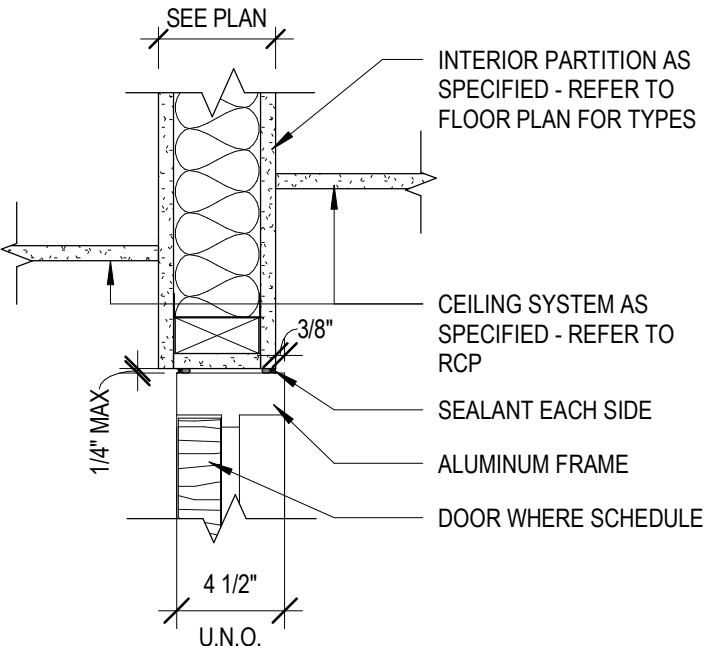 SEE PLAN
INTERIOR PARTITION AS
SPECIFIED - REFER TO
FLOOR PLAN FOR TYPES
CEILING SYSTEM AS
SPECIFIED - REFER TO
RCP
3/8"
SEALANT EACH SIDE
1/4" MAX
ALUMINUM FRAME
DOOR WHERE SCHEDULE
4 1/2"
U.N.O.